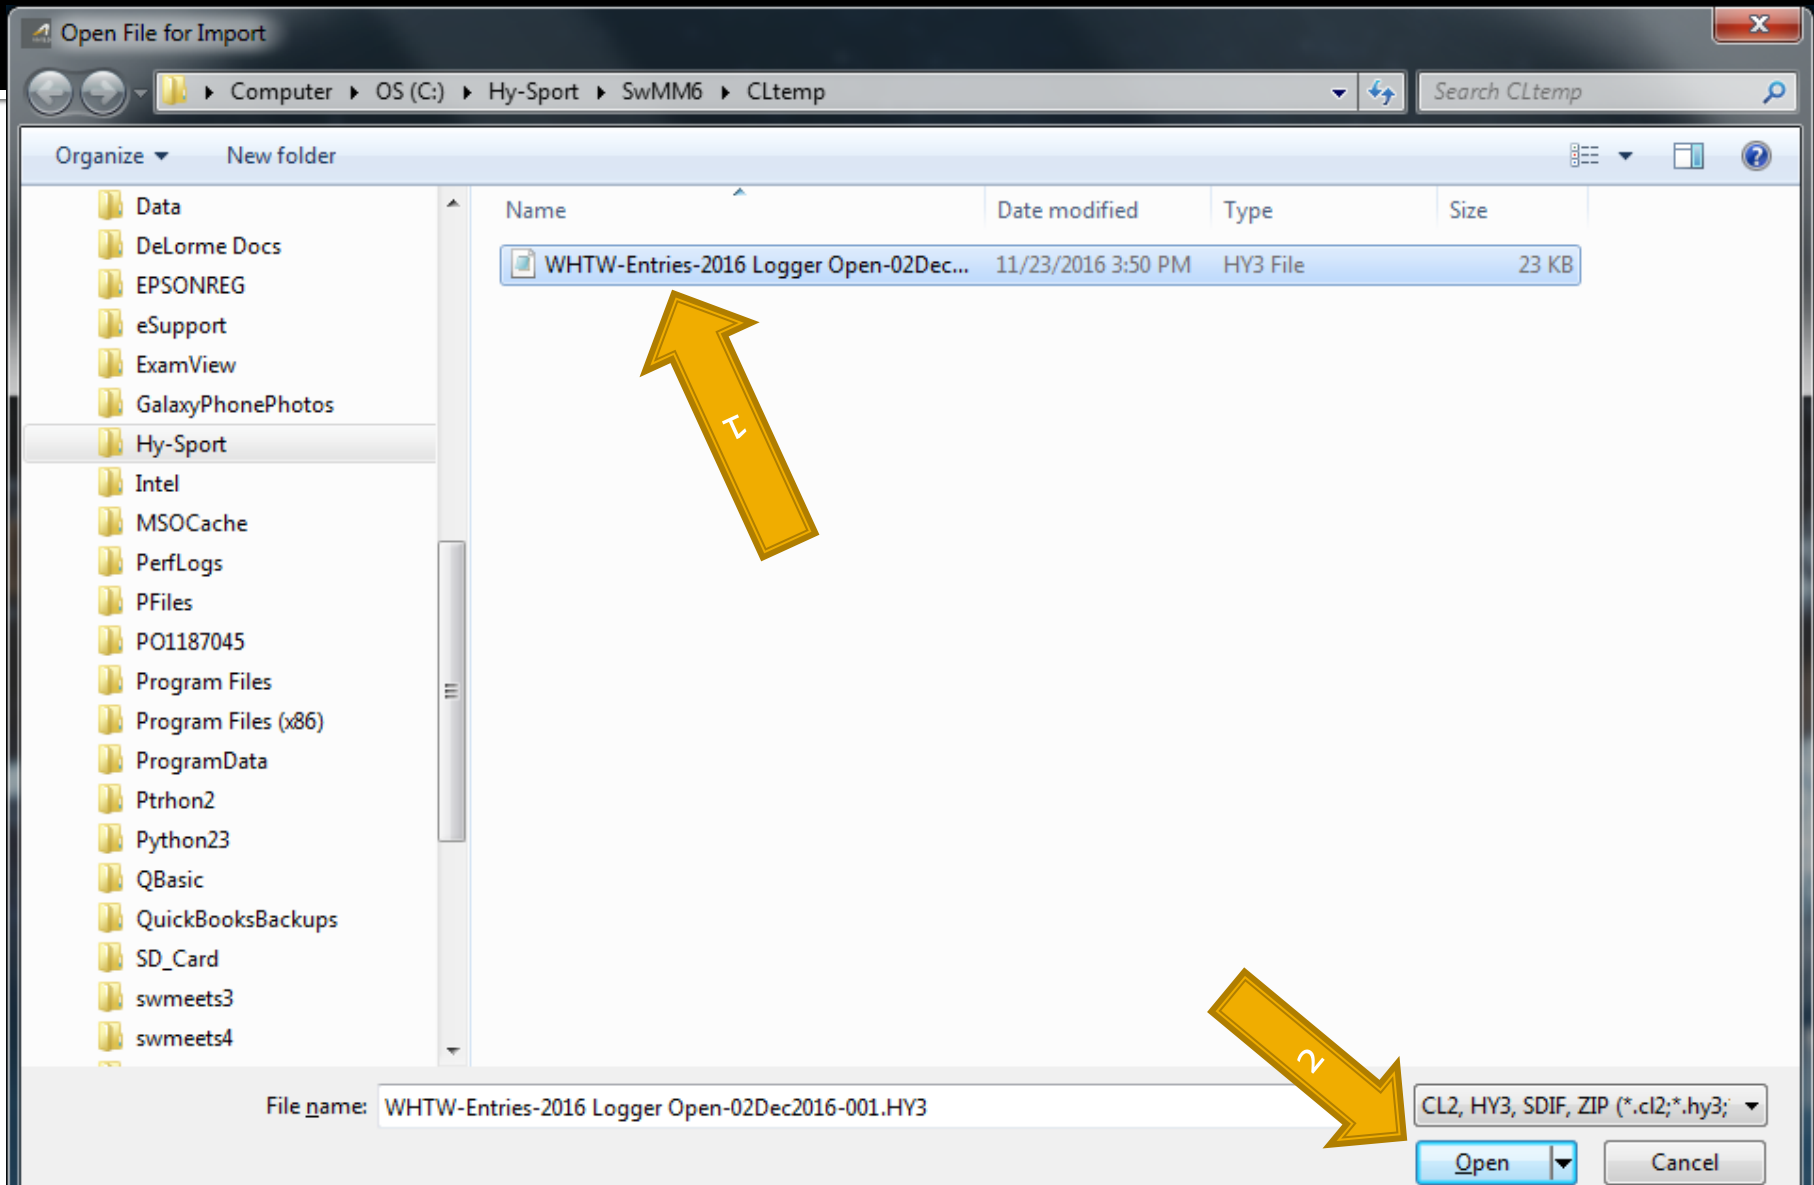 Open File for Import
Computer OS (C:) Hy-Sport SwMM6 CLtemp
Search CLtemp
Organize New folder
Name Date modified Type Size
WHTW-Entries-2016 Logger Open-02Dec... 11/23/2016 3:50 PM HY3 File 23 KB
Data
DeLorme Docs
EPSONREG
eSupport
ExamView
GalaxyPhonePhotos
Hy-Sport
Intel
MSOCache
PerfLogs
PFiles
PO1187045
Program Files
Program Files (x86)
ProgramData
Ptrhon2
Python23
QBasic
QuickBooksBackups
SD_Card
swmeets3
swmeets4
1
2
File name: WHTW-Entries-2016 Logger Open-02Dec2016-001.HY3
CL2, HY3, SDIF, ZIP (*.cl2;*.hy3;
Open Cancel